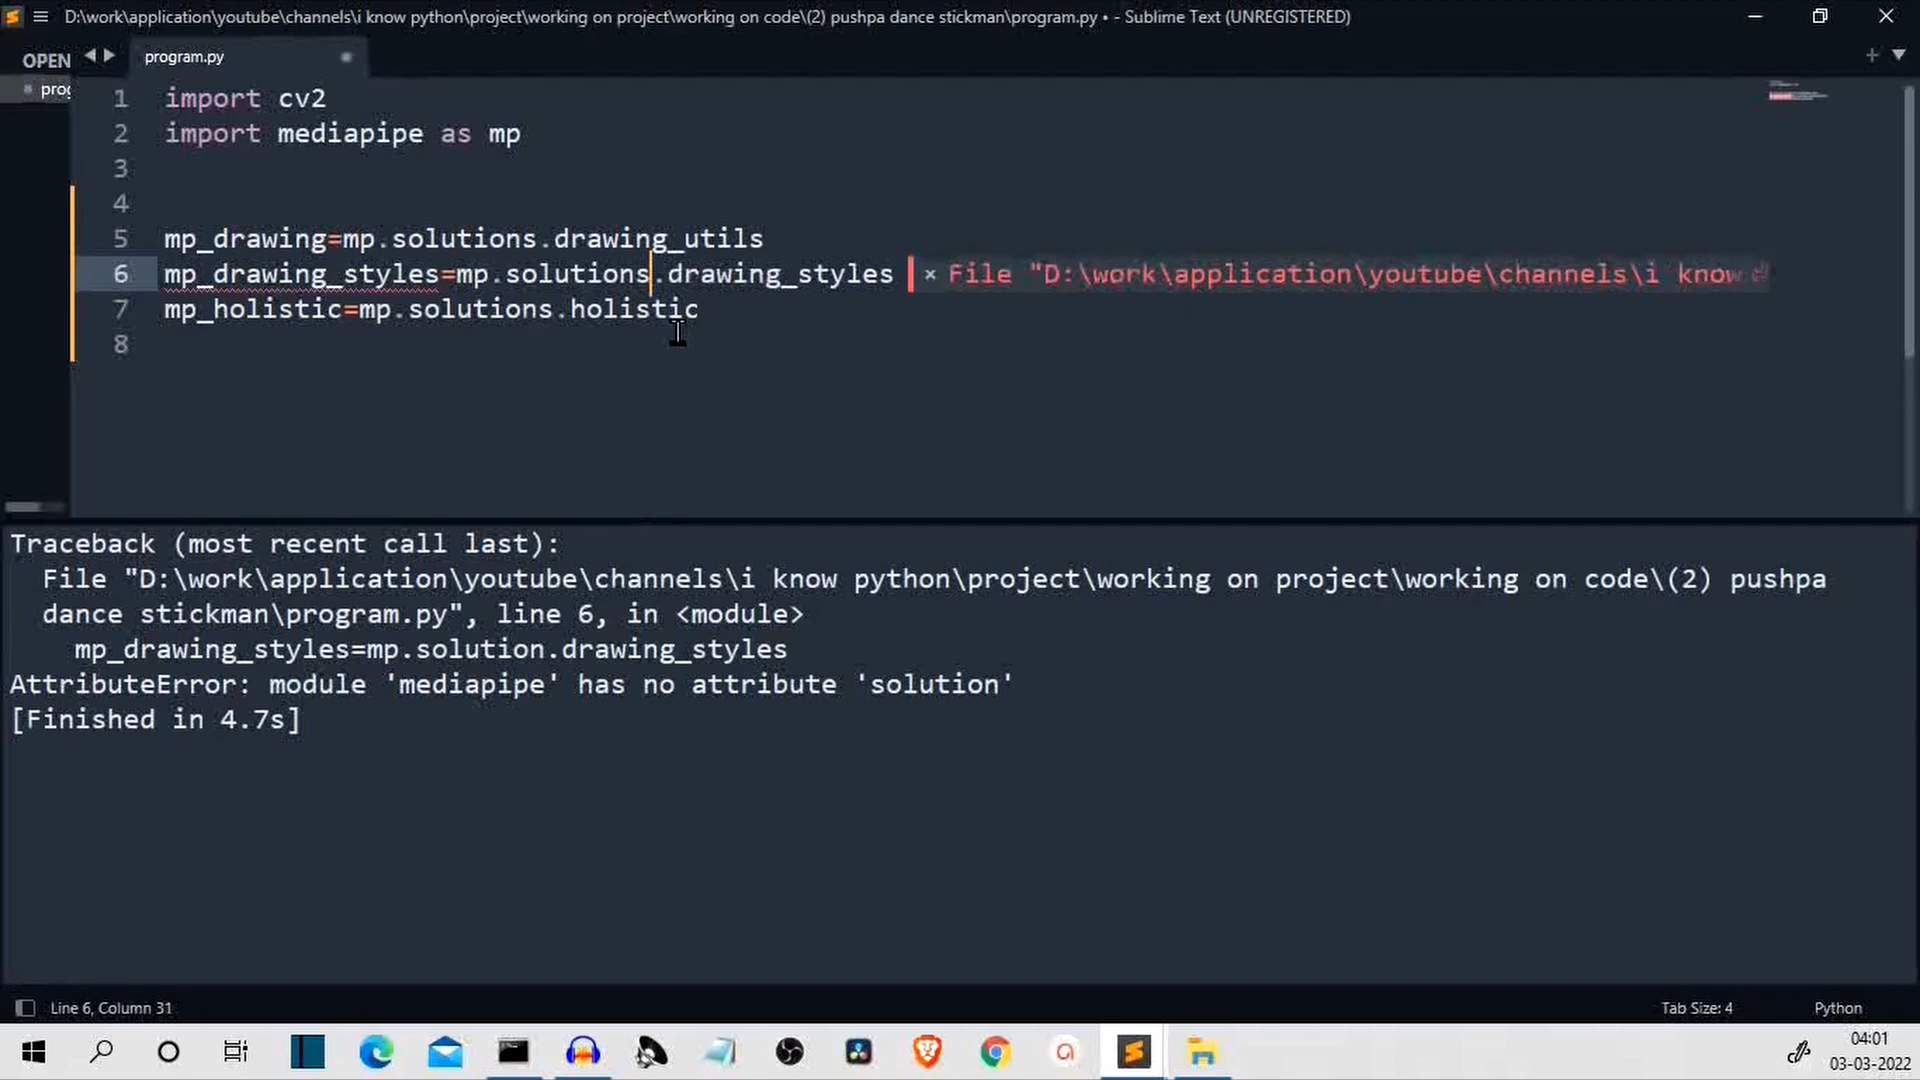 D:\work\application\youtube\channels\i know python\project\working on project\working on code\(2) pushpa dance stickman\program.py • - Sublime Text (UNREGISTERED)
OPEN
program.py
prog
1 import cv2
2 import mediapipe as mp
3
4
5 mp_drawing=mp.solutions.drawing_utils
6 mp_drawing_styles=mp.solutions.drawing_styles × File "D:\work\application\youtube\channels\i know
7 mp_holistic=mp.solutions.holistic
8
Traceback (most recent call last):
File "D:\work\application\youtube\channels\i know python\project\working on project\working on code\(2) pushpa
dance stickman\program.py", line 6, in <module>
mp_drawing_styles=mp.solution.drawing_styles
AttributeError: module 'mediapipe' has no attribute 'solution'
[Finished in 4.7s]
Line 6, Column 31
Tab Size: 4
Python
04:01
03-03-2022